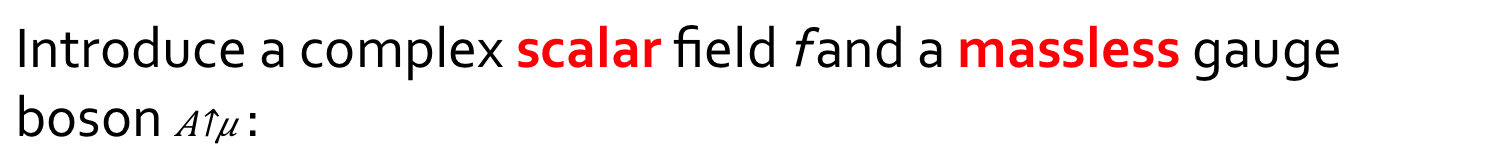 Introduce a complex scalar field fand a massless gauge
boson A↑μ: